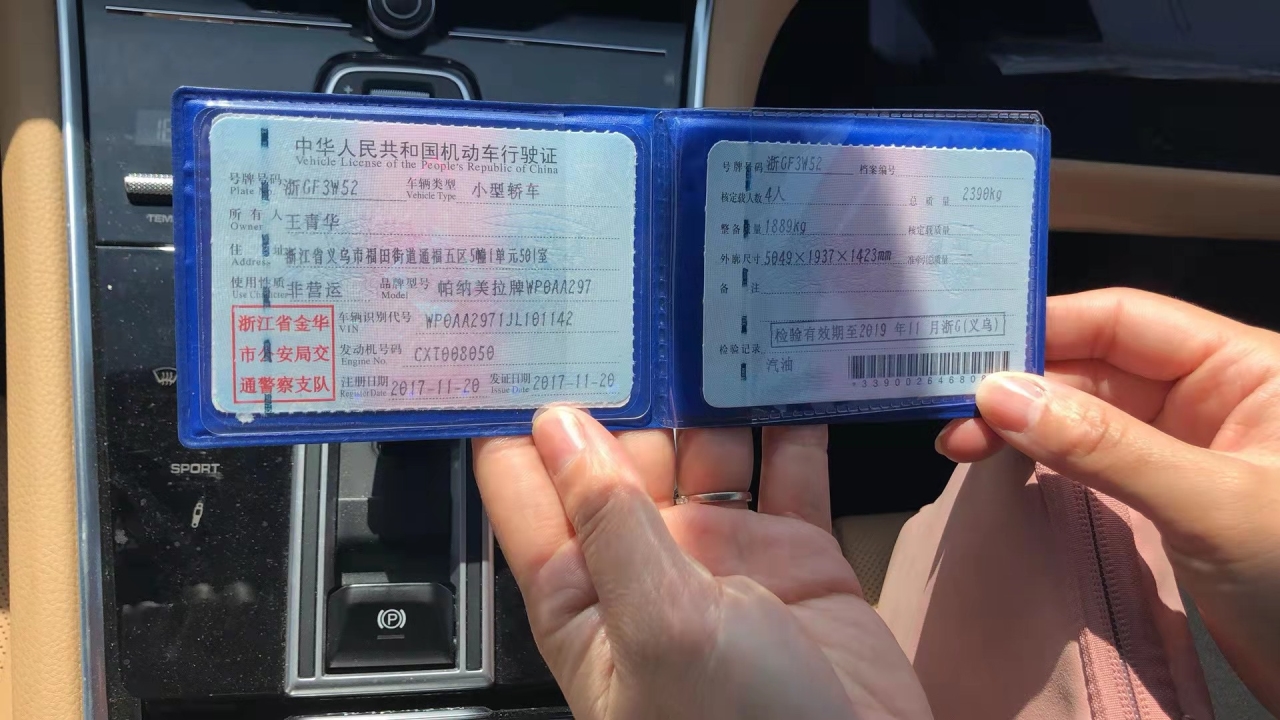 中华人民共和国机动车行驶证
Vehicle License of the People's Republic of China
号牌号码 浙GF3W52 车辆类型 小型轿车
Plate No. Vehicle Type
所有人 王青华
Owner
住址 浙江省义乌市福田街道通福五区5幢1单元501室
Address
使用性质 非营运 品牌型号 帕纳美拉牌WP0AA297
Use Character Model
浙江省金华
市公安局交
通警察支队
车辆识别代号 WP0AA2971JL101142
VIN
发动机号码 CXT008050
Engine No.
注册日期 2017-11-20 发证日期 2017-11-20
Register Date Issue Date
号牌号码 浙GF3W52 档案编号
核定载人数 4人 总质量 2390kg
整备质量 1889kg 核定载质量
外廓尺寸 5049×1937×1423mm 准牵引总质量
备注
检验有效期至2019年11月浙G(义乌)
检验记录
汽油
*339002646808
TEM
SPORT
P